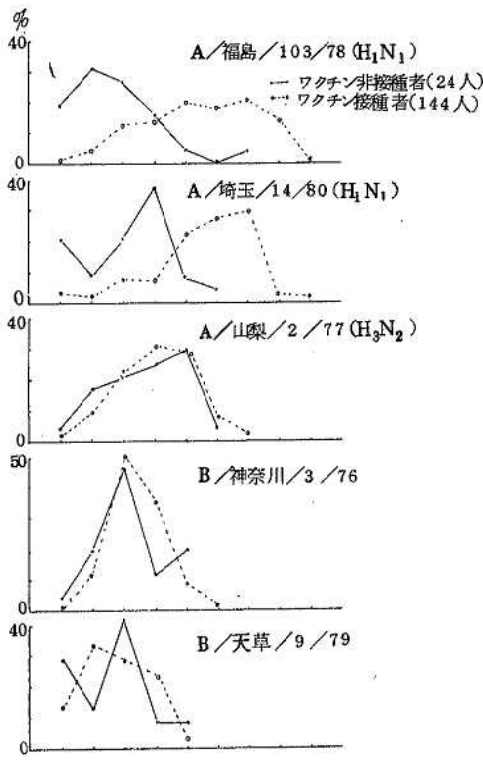 %
40
A/福島/103/78(H₁N₁)
ワクチン非接種者(24人)
ワクチン接種者(144人)
0
40
A/埼玉/14/80(H₁N₁)
0
40
A/山梨/2/77(H₃N₂)
0
50
B/神奈川/3/76
0
40
B/天草/9/79
0